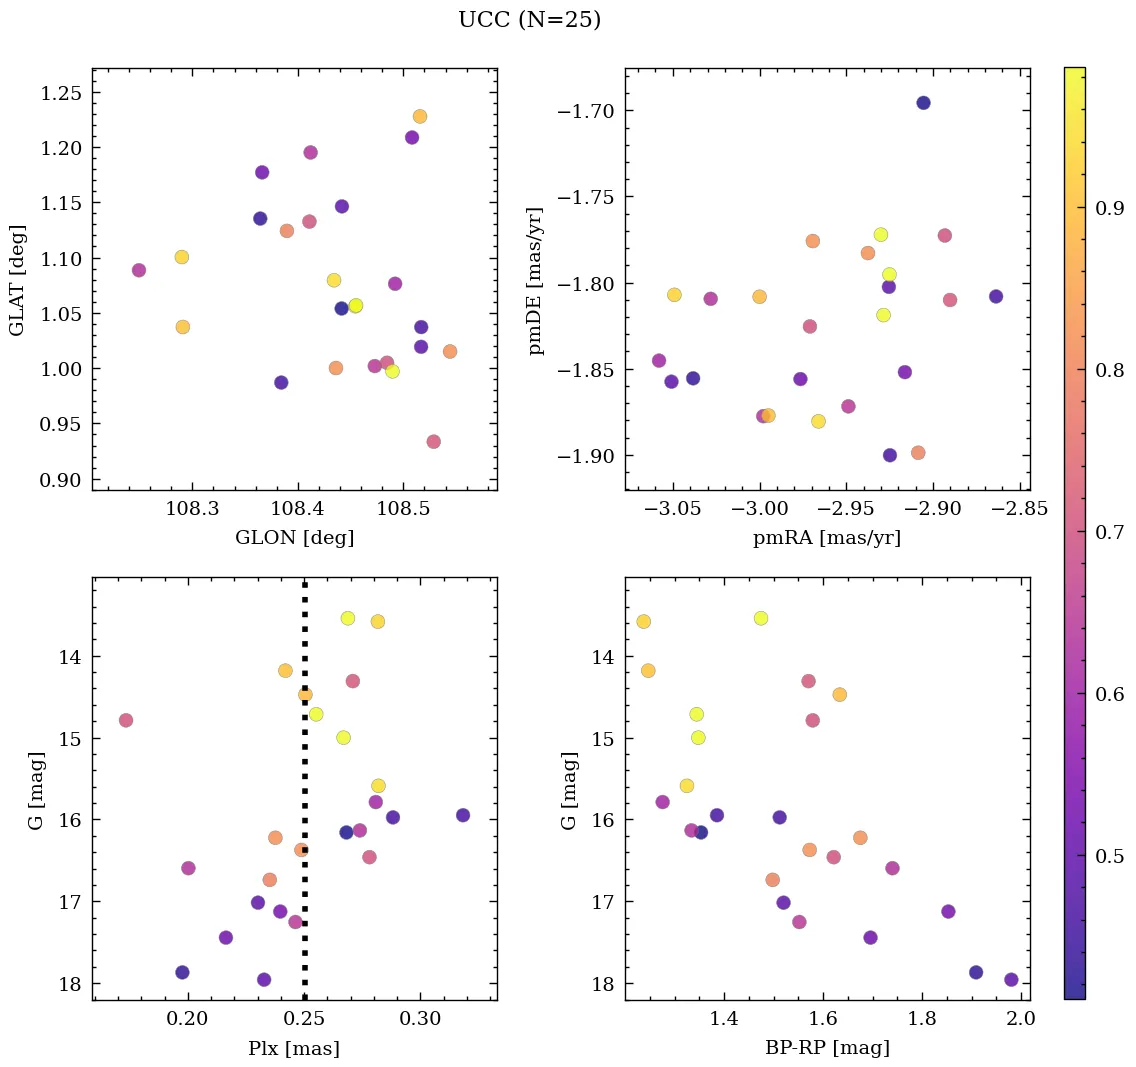 UCC (N=25)
1.25
1.20
1.15
1.10
1.05
1.00
0.95
0.90
GLAT [deg]
108.3 108.4 108.5
GLON [deg]
−1.70
−1.75
−1.80
−1.85
−1.90
pmDE [mas/yr]
−3.05 −3.00 −2.95 −2.90 −2.85
pmRA [mas/yr]
0.9
0.8
0.7
0.6
0.5
14
15
16
17
18
G [mag]
0.20 0.25 0.30
Plx [mas]
14
15
16
17
18
G [mag]
1.4 1.6 1.8 2.0
BP-RP [mag]